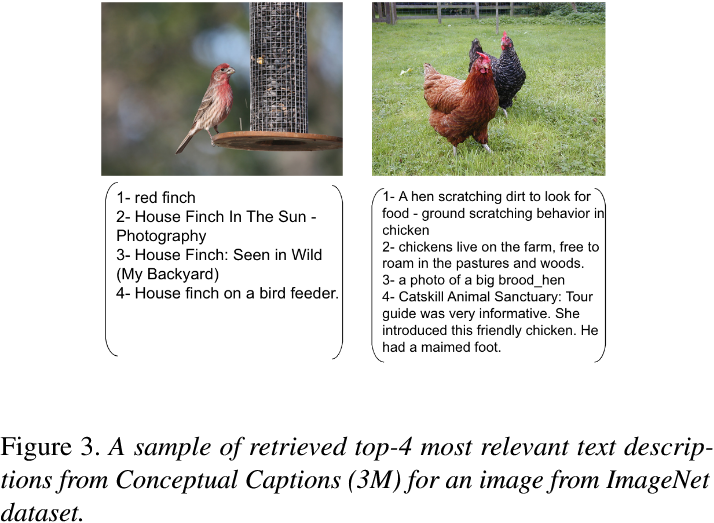 1- red finch
2- House Finch In The Sun -
Photography
3- House Finch: Seen in Wild
(My Backyard)
4- House finch on a bird feeder.
1- A hen scratching dirt to look for
food - ground scratching behavior in
chicken
2- chickens live on the farm, free to
roam in the pastures and woods.
3- a photo of a big brood_hen
4- Catskill Animal Sanctuary: Tour
guide was very informative. She
introduced this friendly chicken. He
had a maimed foot.
Figure 3. A sample of retrieved top-4 most relevant text descrip-
tions from Conceptual Captions (3M) for an image from ImageNet
dataset.